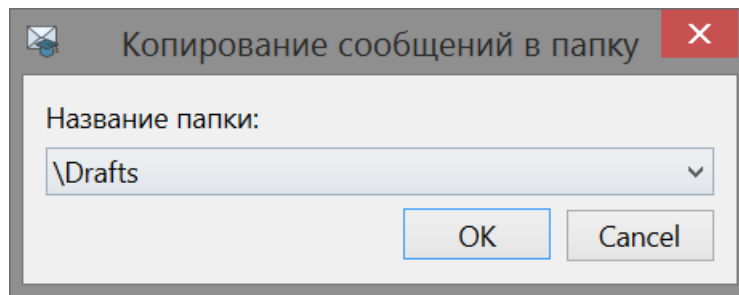 Копирование сообщений в папку
Название папки:
\Drafts
OK
Cancel